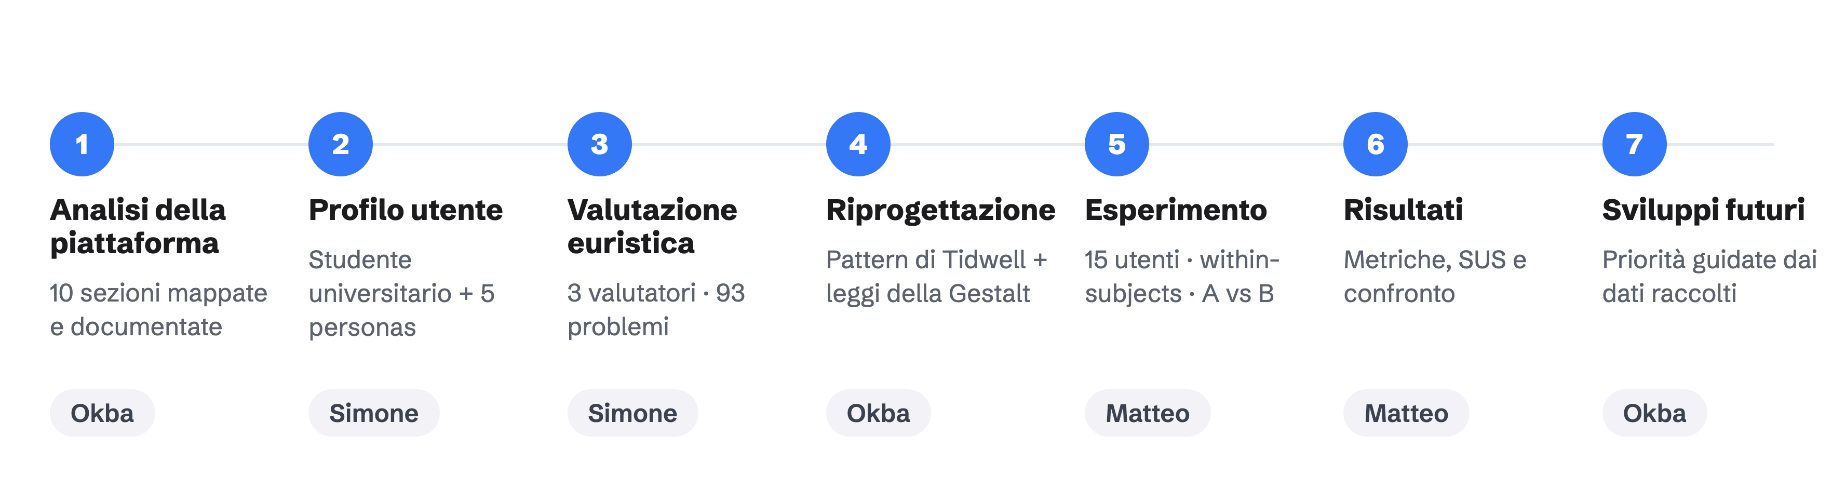 1
Analisi della
piattaforma
10 sezioni mappate
e documentate
Okba
2
Profilo utente
Studente
universitario + 5
personas
Simone
3
Valutazione
euristica
3 valutatori · 93
problemi
Simone
4
Riprogettazione
Pattern di Tidwell +
leggi della Gestalt
Okba
5
Esperimento
15 utenti · within-
subjects · A vs B
Matteo
6
Risultati
Metriche, SUS e
confronto
Matteo
7
Sviluppi futuri
Priorità guidate dai
dati raccolti
Okba